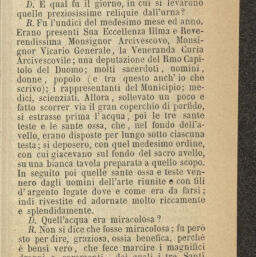 D. E qual fu il giorno, in cui si levarono
quelle preziosissime reliquie dall'urna?
R. Fu l'undici del medesimo mese ed anno.
Erano presenti Sua Eccellenza Illma e Reve-
rendissima Monsignor Arcivescovo, Monsi-
gnor Vicario Generale, la Veneranda Curia
Arcivescovile; una deputazione del Rmo Capi-
tolo del Duomo; molti sacerdoti, uomini,
donne, popolo (e tra questo anch'io che
scrivo); i rappresentanti del Municipio; me-
dici, scienziati. Allora, sollevato un poco e
fatto scorrer via il gran coperchio di porfido,
si estrasse prima l'acqua, poi le tre sante
teste e le sante ossa, che, nel fondo dell'a-
vello, erano disposte per lungo sotto ciascuna
testa; si deposero, con quel medesimo ordine,
con cui giacevano sul fondo del sacro avello,
su una bianca tavola preparata a quello scopo.
In seguito poi quelle sante ossa e teste ven-
nero dagli uomini dell'arte riunite e con fili
d'argento legate dove e come era da farsi;
indi rivestite ed adornate molto riccamente
e splendidamente.
D. Quell'acqua era miracolosa?
R. Non si dice che fosse miracolosa; fu però
sto per dire, graziosa, ossia benefica, perchè
è bensì vero, che fece marcire i magnifici
i tre Santi